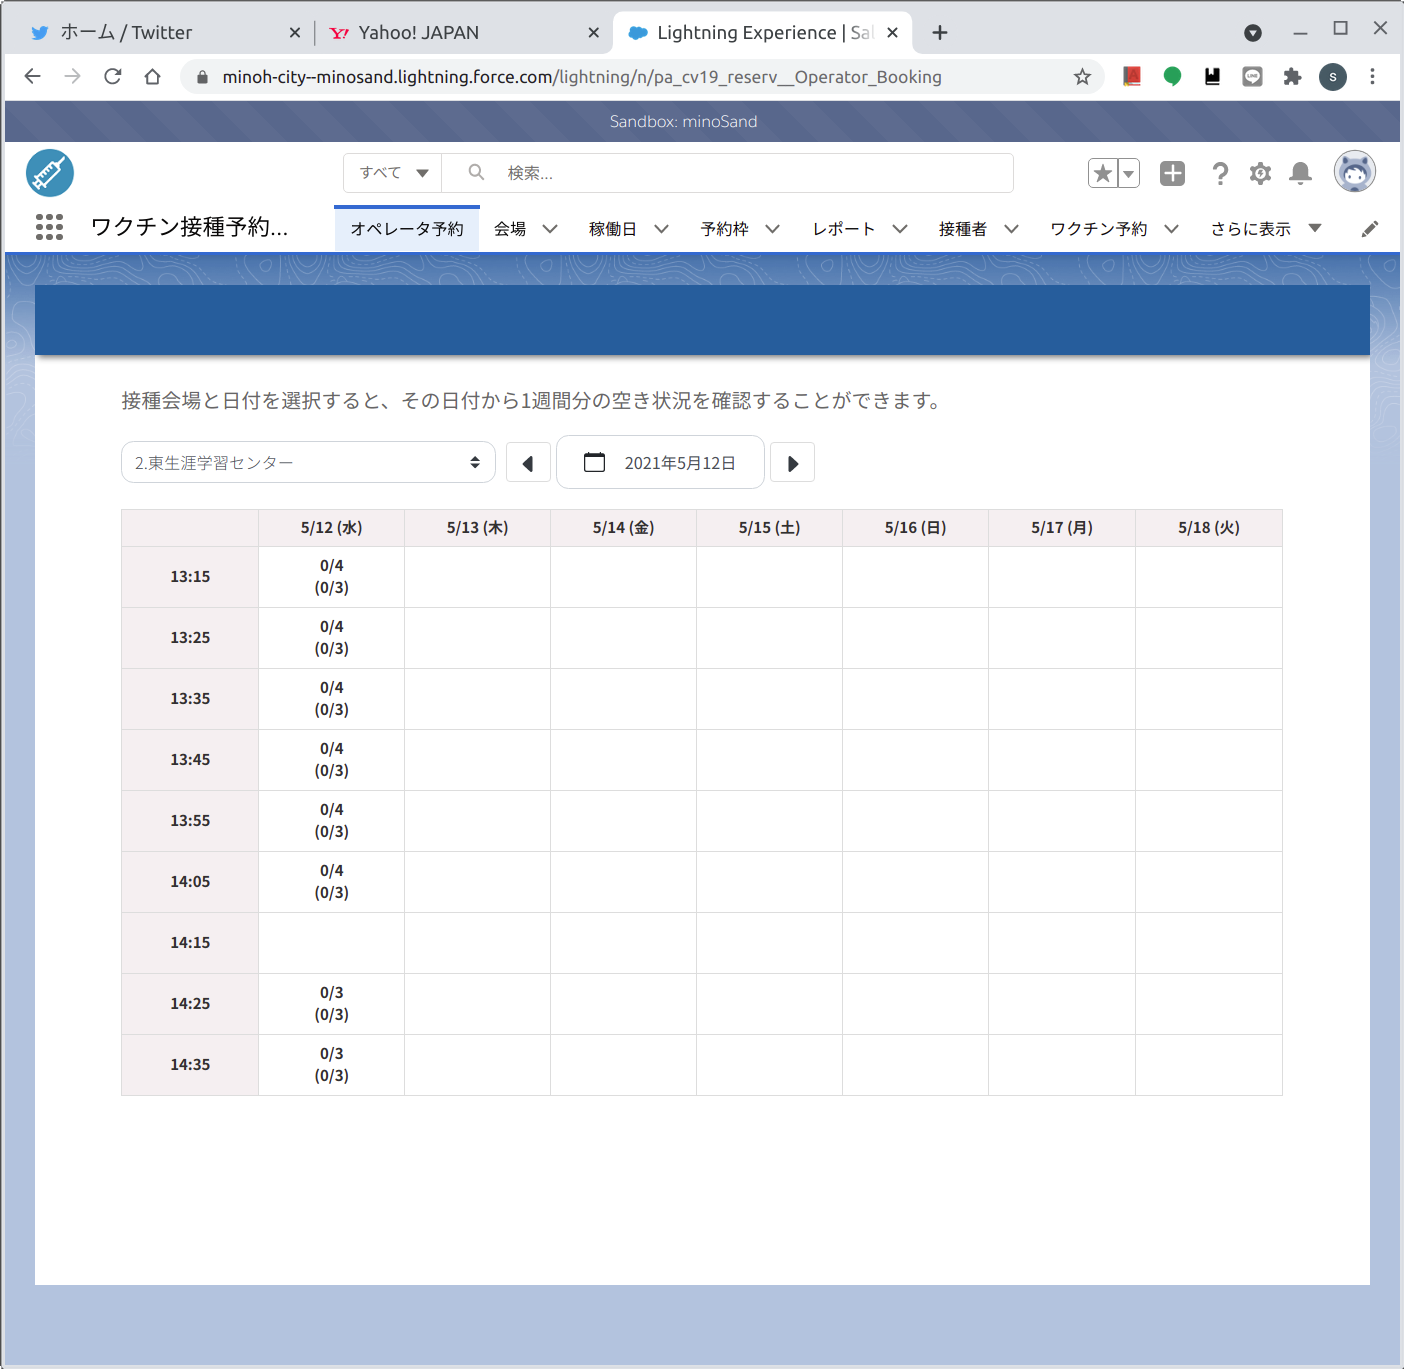 ホーム / Twitter
Yahoo! JAPAN
Lightning Experience | Sal
minoh-city--minosand.lightning.force.com/lightning/n/pa_cv19_reserv__Operator_Booking
S
Sandbox: minoSand
すべて
検索...
ワクチン接種予約...
オペレータ予約
会場
稼働日
予約枠
レポート
接種者
ワクチン予約
さらに表示
接種会場と日付を選択すると、その日付から1週間分の空き状況を確認することができます。
2.東生涯学習センター
2021年5月12日
5/12 (水) 5/13 (木) 5/14 (金) 5/15 (土) 5/16 (日) 5/17 (月) 5/18 (火)
13:15 0/4
(0/3)
13:25 0/4
(0/3)
13:35 0/4
(0/3)
13:45 0/4
(0/3)
13:55 0/4
(0/3)
14:05 0/4
(0/3)
14:15
14:25 0/3
(0/3)
14:35 0/3
(0/3)